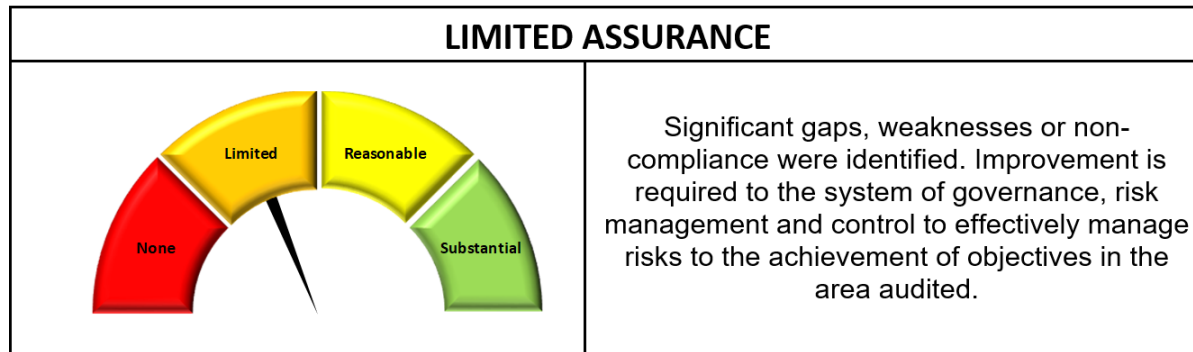 LIMITED ASSURANCE
Limited
Reasonable
None
Substantial
Significant gaps, weaknesses or non-
compliance were identified. Improvement is
required to the system of governance, risk
management and control to effectively manage
risks to the achievement of objectives in the
area audited.